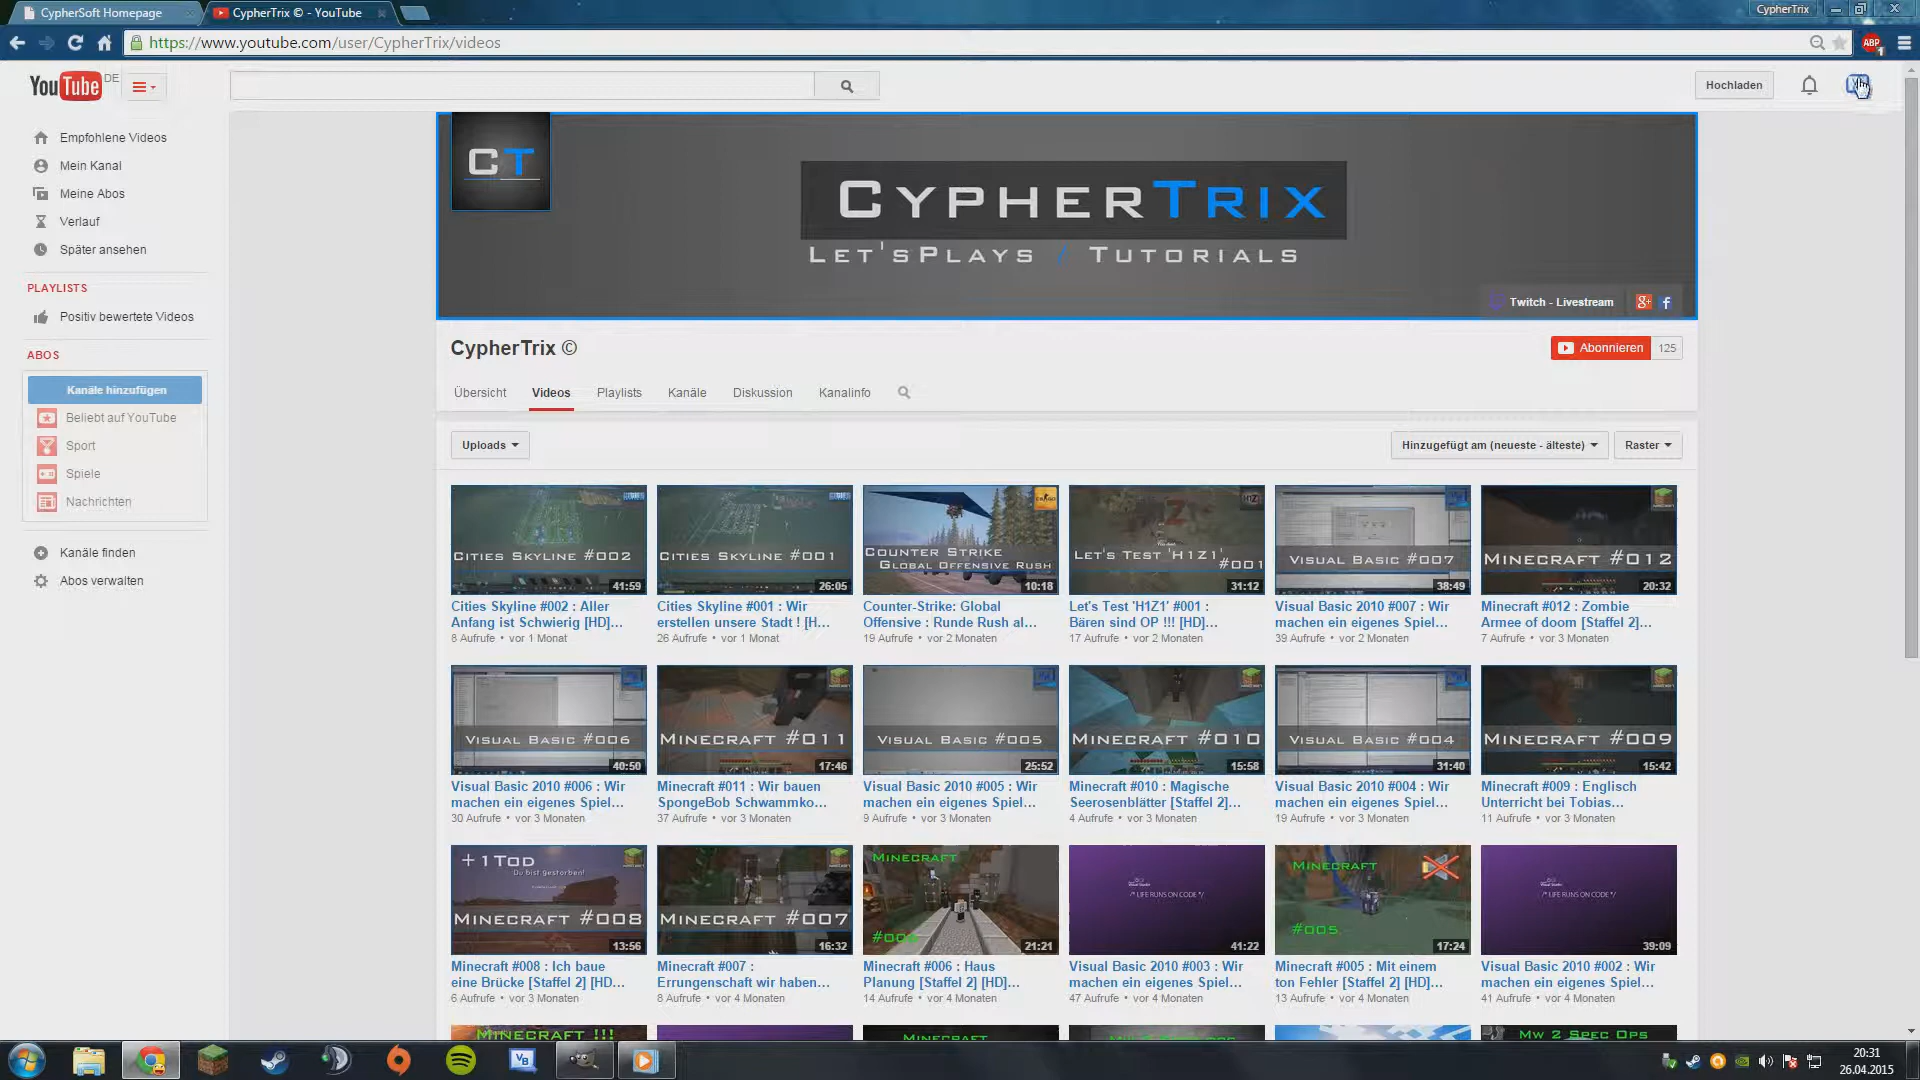 CypherSoft Homepage
CypherTrix © - YouTube
CypherTrix
https://www.youtube.com/user/CypherTrix/videos
ABP
1
YouTube DE
Hochladen
Empfohlene Videos
Mein Kanal
Meine Abos
Verlauf
Später ansehen
PLAYLISTS
Positiv bewertete Videos
ABOS
Kanäle hinzufügen
Beliebt auf YouTube
Sport
Spiele
Nachrichten
Kanäle finden
Abos verwalten
CT
CypherTrix
Let'sPlays / Tutorials
Twitch - Livestream
CypherTrix ©
Abonnieren 125
Übersicht Videos Playlists Kanäle Diskussion Kanalinfo
Uploads
Hinzugefügt am (neueste - älteste) Raster
Cities Skyline #002
41:59
Cities Skyline #002 : Aller
Anfang ist Schwierig [HD]...
8 Aufrufe • vor 1 Monat
Cities Skyline #001
26:05
Cities Skyline #001 : Wir
erstellen unsere Stadt ! [H...
26 Aufrufe • vor 1 Monat
Counter Strike
Global Offensive Rush
10:18
Counter-Strike: Global
Offensive : Runde Rush al...
19 Aufrufe • vor 2 Monaten
H1Z
Let's Test 'H1Z1' #001
31:12
Let's Test 'H1Z1' #001 :
Bären sind OP !!! [HD]...
17 Aufrufe • vor 2 Monaten
Visual Basic #007
38:49
Visual Basic 2010 #007 : Wir
machen ein eigenes Spiel...
39 Aufrufe • vor 2 Monaten
Minecraft #012
20:32
Minecraft #012 : Zombie
Armee of doom [Staffel 2]...
7 Aufrufe • vor 3 Monaten
Visual Basic #006
40:50
Visual Basic 2010 #006 : Wir
machen ein eigenes Spiel...
30 Aufrufe • vor 3 Monaten
Minecraft #011
17:46
Minecraft #011 : Wir bauen
SpongeBob Schwammko...
37 Aufrufe • vor 3 Monaten
Visual Basic #005
25:52
Visual Basic 2010 #005 : Wir
machen ein eigenes Spiel...
9 Aufrufe • vor 3 Monaten
Minecraft #010
15:58
Minecraft #010 : Magische
Seerosenblätter [Staffel 2]...
4 Aufrufe • vor 3 Monaten
Visual Basic #004
31:40
Visual Basic 2010 #004 : Wir
machen ein eigenes Spiel...
19 Aufrufe • vor 3 Monaten
Minecraft #009
15:42
Minecraft #009 : Englisch
Unterricht bei Tobias...
11 Aufrufe • vor 3 Monaten
+ 1 Tod
Du bist gestorben!
Minecraft #008
13:56
Minecraft #008 : Ich baue
eine Brücke [Staffel 2] [HD...
6 Aufrufe • vor 3 Monaten
Minecraft #007
16:32
Minecraft #007 :
Errungenschaft wir haben...
8 Aufrufe • vor 4 Monaten
Minecraft
21:21
Minecraft #006 : Haus
Planung [Staffel 2] [HD]...
14 Aufrufe • vor 4 Monaten
/* LIFE RUNS ON CODE */
41:22
Visual Basic 2010 #003 : Wir
machen ein eigenes Spiel...
47 Aufrufe • vor 4 Monaten
Minecraft
#005
17:24
Minecraft #005 : Mit einem
ton Fehler [Staffel 2] [HD]...
13 Aufrufe • vor 4 Monaten
/* LIFE RUNS ON CODE */
39:09
Visual Basic 2010 #002 : Wir
machen ein eigenes Spiel...
41 Aufrufe • vor 4 Monaten
Minecraft !!!
Minecraft
Mw 2 Spec Ops
VB
20:31
26.04.2015